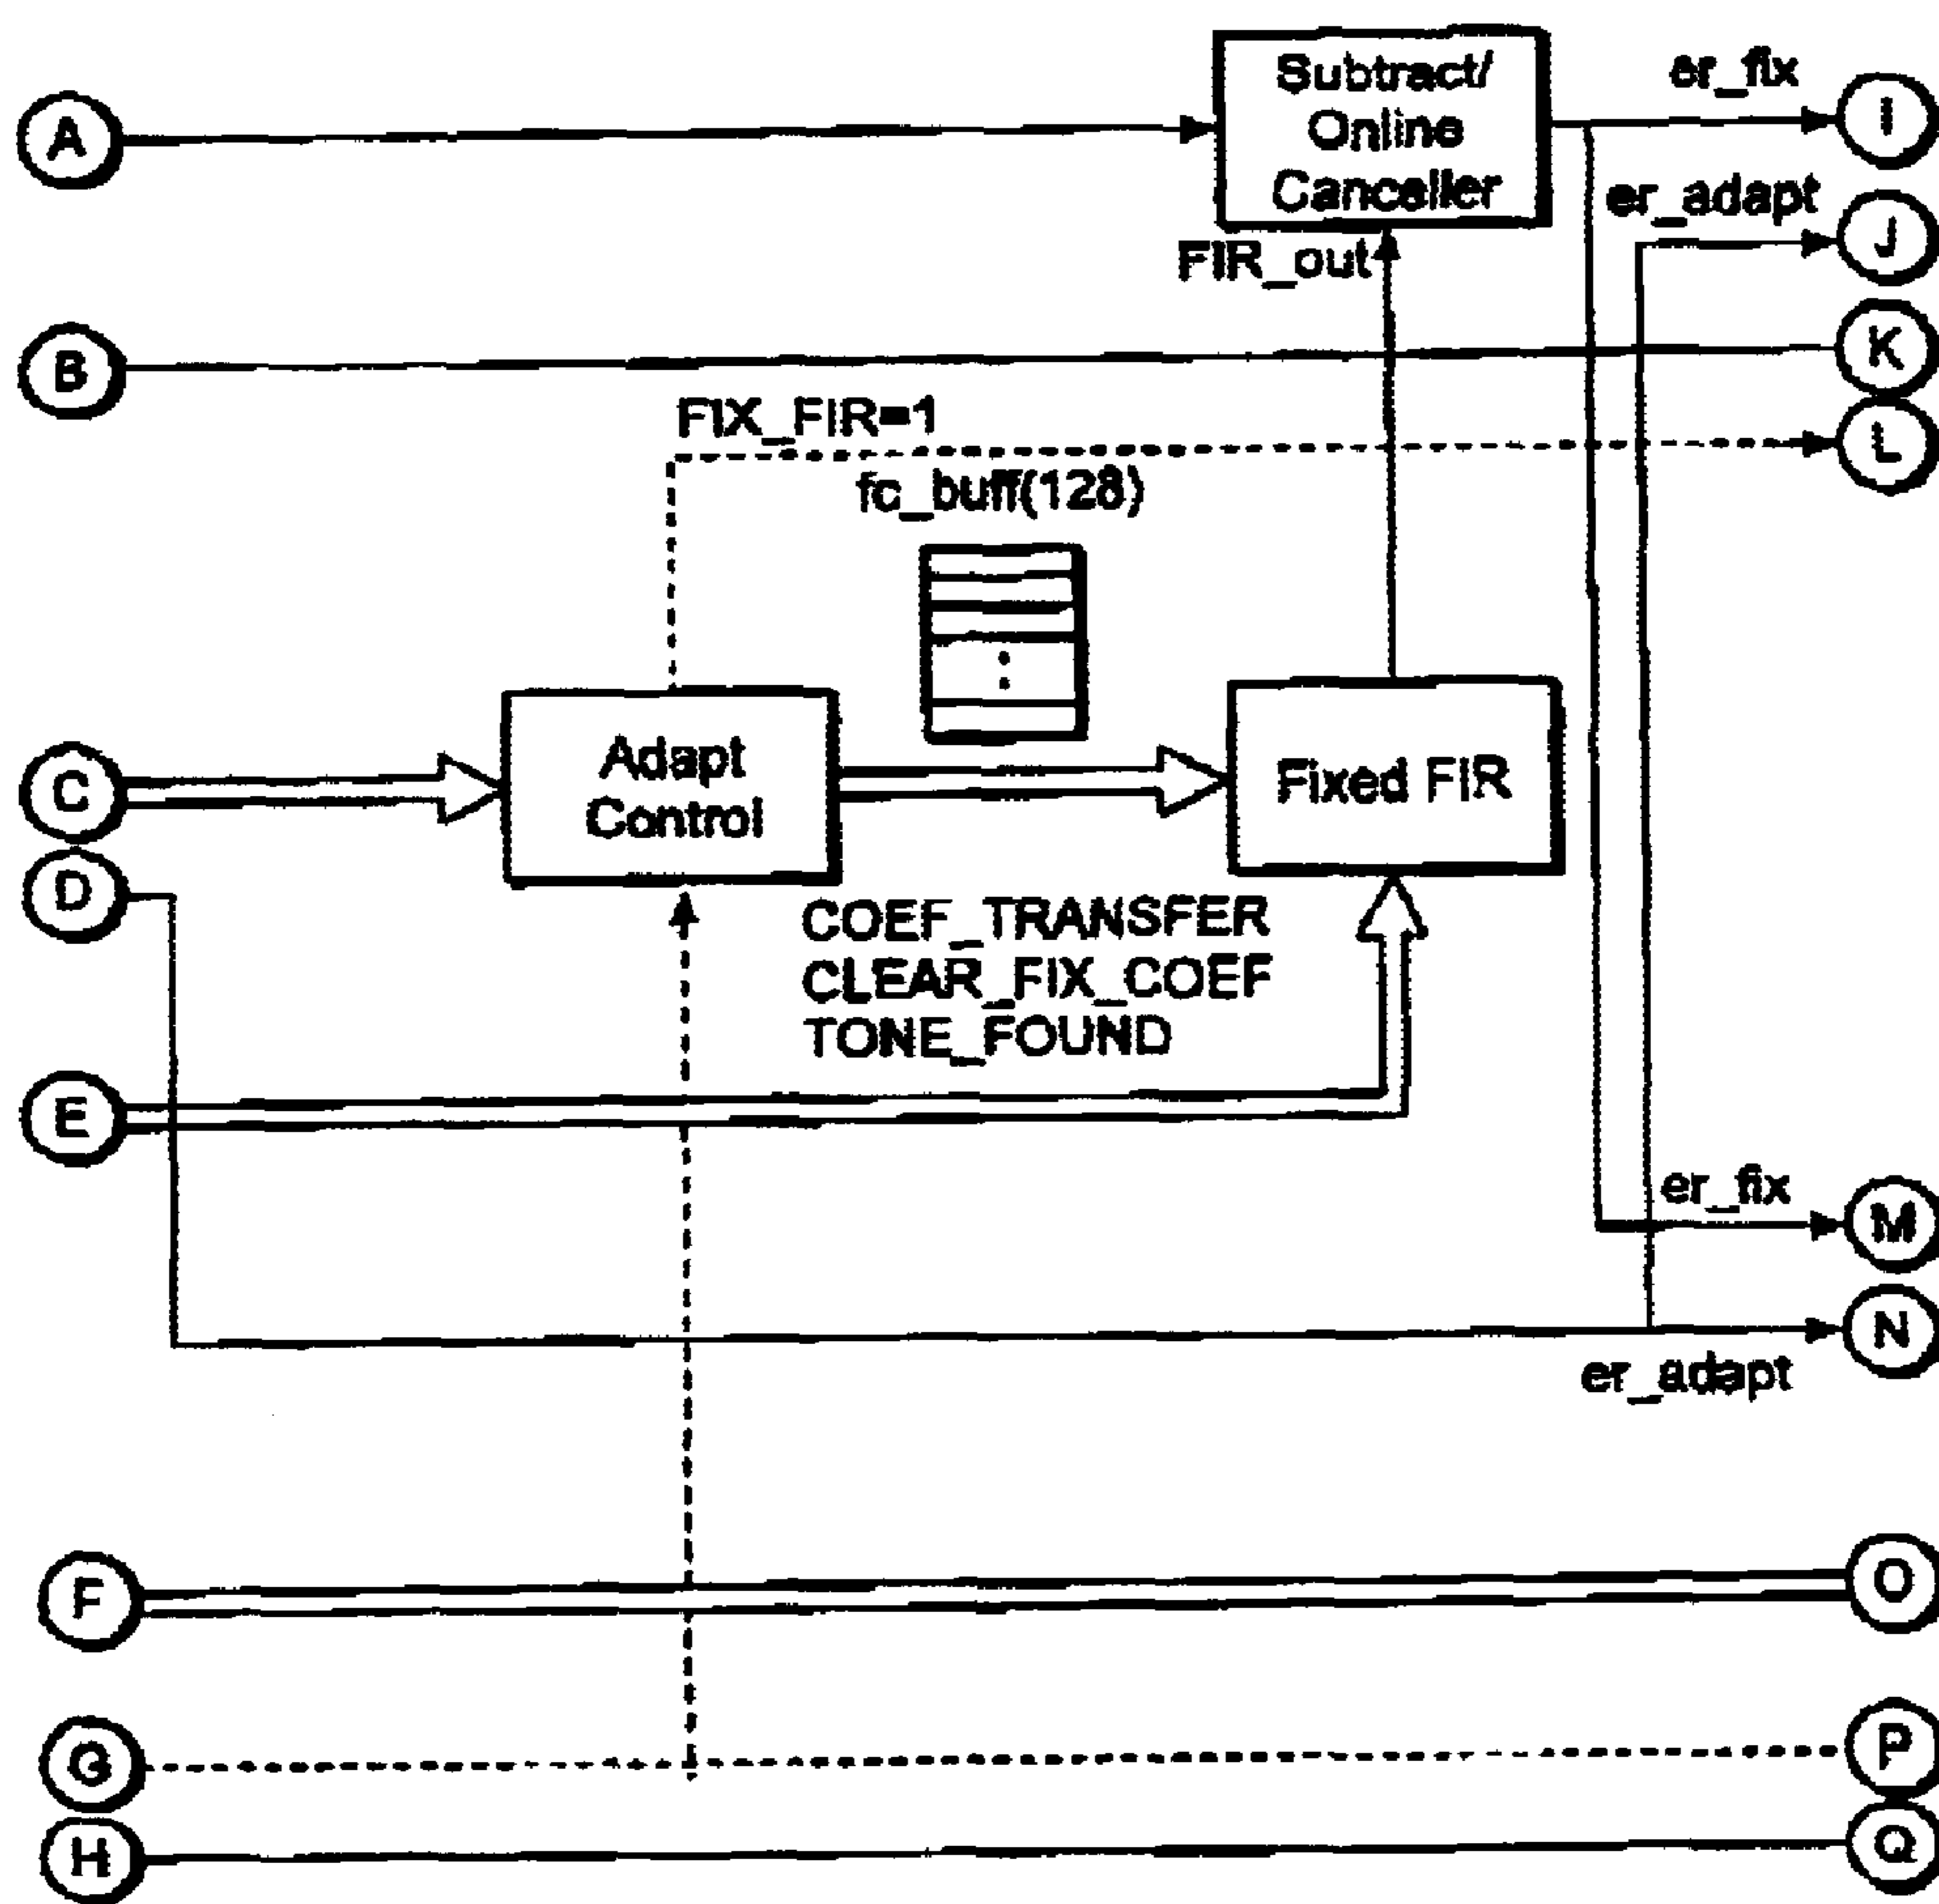 Subtract/
Online
Canceller
er_fix
A
I
er_adapt
J
FIR_out
B
K
FIX_FIR=1
L
fc_buff(128)
Adapt
Control
Fixed FIR
C
D
COEF_TRANSFER
CLEAR_FIX_COEF
TONE_FOUND
E
er_fix
M
N
er_adapt
F
O
G
P
H
Q